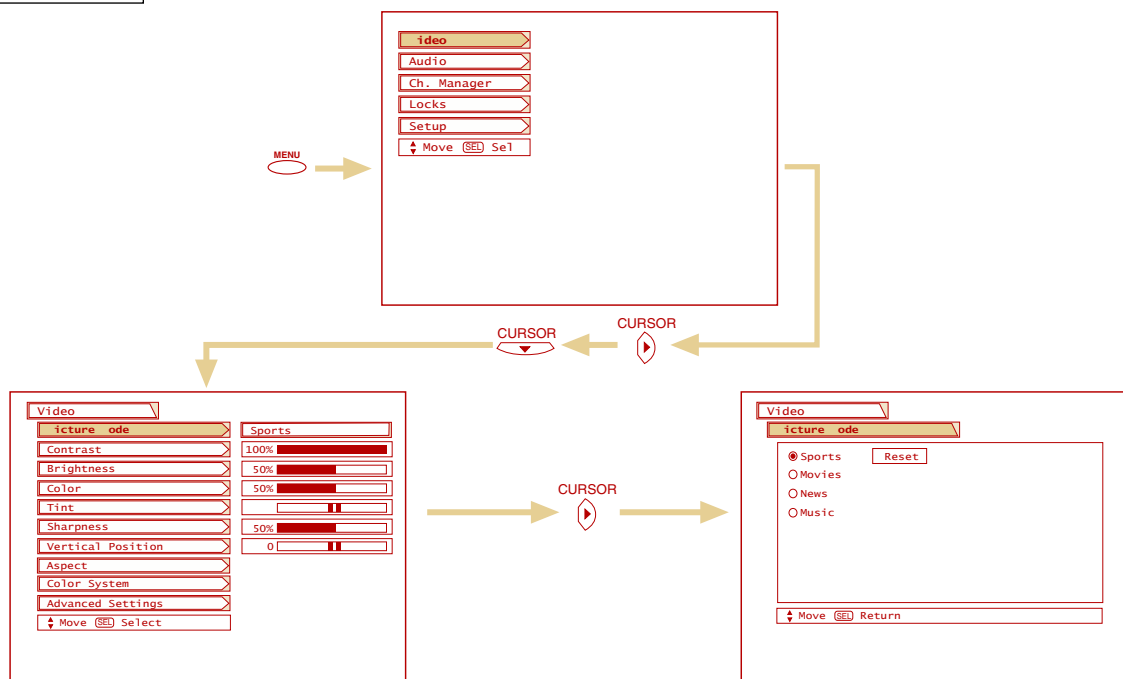 ideo
Audio
Ch. Manager
Locks
Setup
Move SEL Sel
MENU
CURSOR
CURSOR
Video
icture ode
Sports
Contrast
100%
Brightness
50%
Color
50%
Tint
Sharpness
50%
Vertical Position
0
Aspect
Color System
Advanced Settings
Move SEL Select
CURSOR
Video
icture ode
Sports
Reset
Movies
News
Music
Move SEL Return